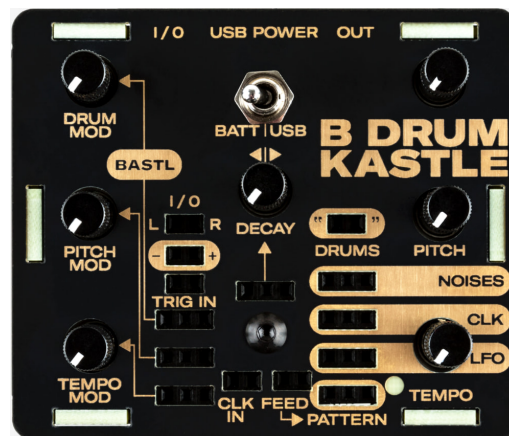 I/O USB POWER OUT
DRUM
MOD
BATT USB
B DRUM
KASTLE
BASTL
I/O
L R
DECAY
" "
DRUMS
PITCH
PITCH
MOD
- +
NOISES
TRIG IN
CLK
LFO
TEMPO
MOD
CLK
IN
FEED
PATTERN
TEMPO